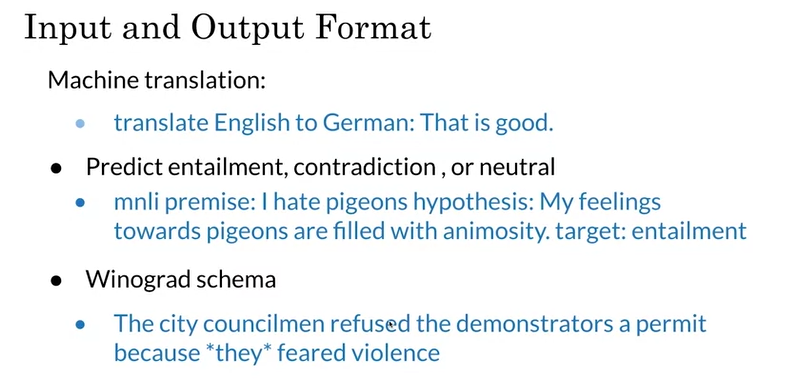 Input and Output Format
Machine translation:
● translate English to German: That is good.
● Predict entailment, contradiction , or neutral
● mnli premise: I hate pigeons hypothesis: My feelings
towards pigeons are filled with animosity. target: entailment
● Winograd schema
● The city councilmen refused the demonstrators a permit
because *they* feared violence